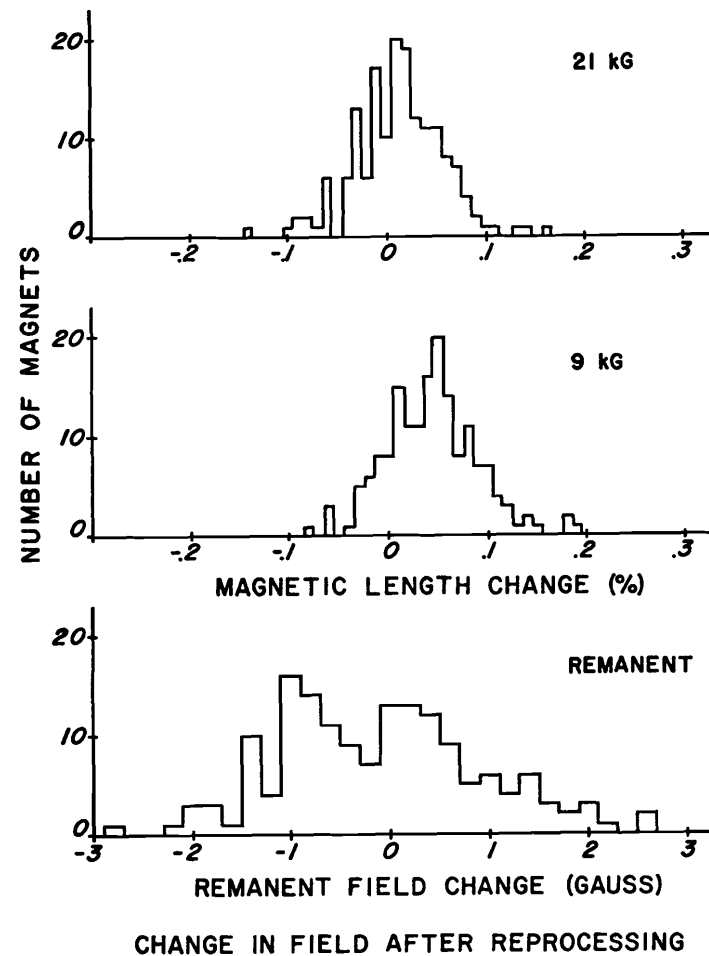 20
21 kG
10
0
-.2 -.1 0 .1 .2 .3
NUMBER OF MAGNETS
20
9 kG
10
0
-.2 -.1 0 .1 .2 .3
MAGNETIC LENGTH CHANGE (%)
20
REMANENT
10
0
-3 -2 -1 0 1 2 3
REMANENT FIELD CHANGE (GAUSS)
CHANGE IN FIELD AFTER REPROCESSING